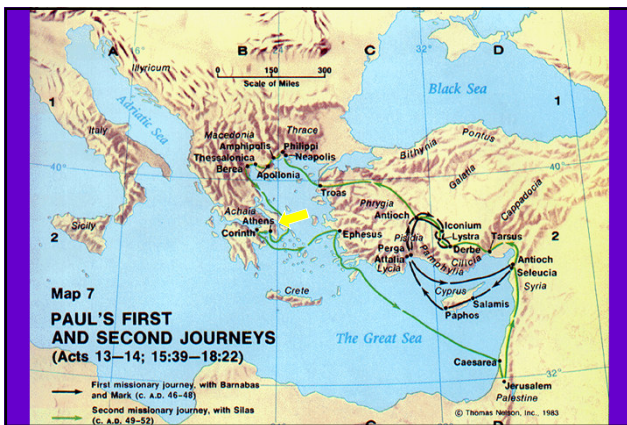 A
B
C
D
6°
24°
32°
Illyricum
0 150 300
Scale of Miles
Black Sea
1
1
Adriatic Sea
Italy
Macedonia
Thrace
Amphipolis
Philippi
Thessalonica
Neapolis
Berea
Apollonia
Bithynia
Pontus
40°
40°
Galatia
Troas
Cappadocia
Phrygia
Antioch
Achaia
Athens
Iconium
Lystra
Tarsus
Sicily
2
Corinth
Ephesus
Pisidia
Derbe
2
Perga
Pamphylia
Cilicia
Antioch
Attalia
Lycia
Seleucia
Syria
Crete
Cyprus
Salamis
Paphos
Map 7
PAUL'S FIRST
AND SECOND JOURNEYS
(Acts 13—14; 15:39—18:22)
The Great Sea
Caesarea
32°
First missionary journey, with Barnabas
and Mark (c. A.D. 46-48)
Jerusalem
Palestine
Second missionary journey, with Silas
(c. A.D. 49-52)
© Thomas Nelson, Inc. 1983
C
D